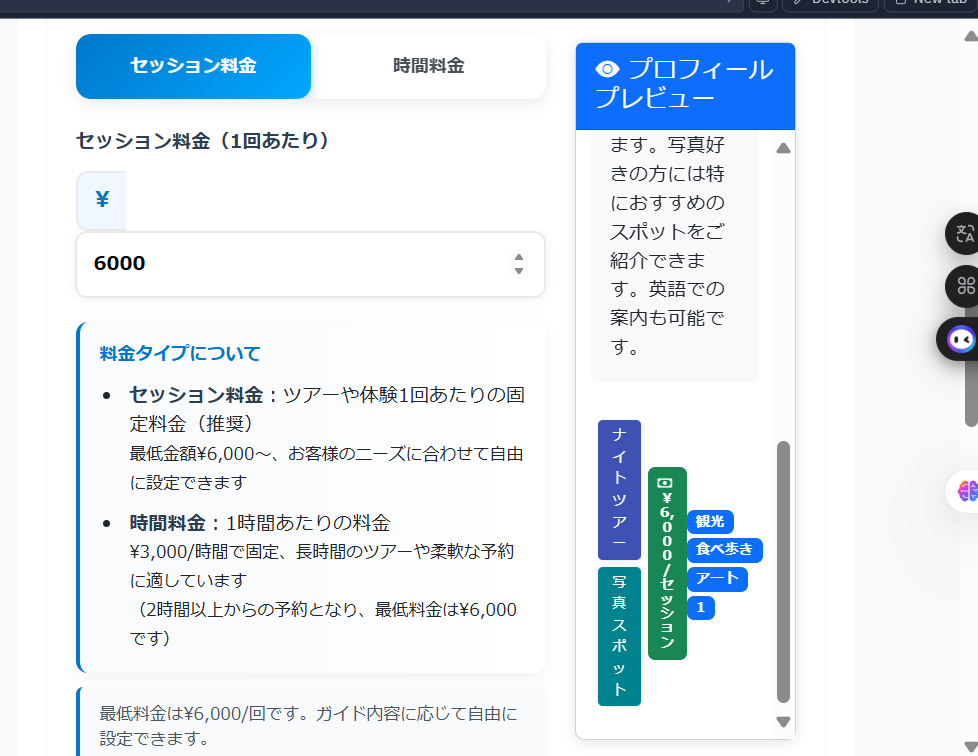 セッション料金
時間料金
セッション料金（1回あたり）
¥
6000
料金タイプについて
セッション料金：ツアーや体験1回あたりの固
定料金（推奨）
最低金額¥6,000〜、お客様のニーズに合わせて自由
に設定できます
時間料金：1時間あたりの料金
¥3,000/時間で固定、長時間のツアーや柔軟な予約
に適しています
（2時間以上からの予約となり、最低料金は¥6,000
です）
最低料金は¥6,000/回です。ガイド内容に応じて自由に
設定できます。
プロフィール
プレビュー
ます。写真好
きの方には特
におすすめの
スポットをご
紹介できま
す。英語での
案内も可能で
す。
ナイトツアー
写真スポット
¥6,000/セッション
観光
食べ歩き
アート
1